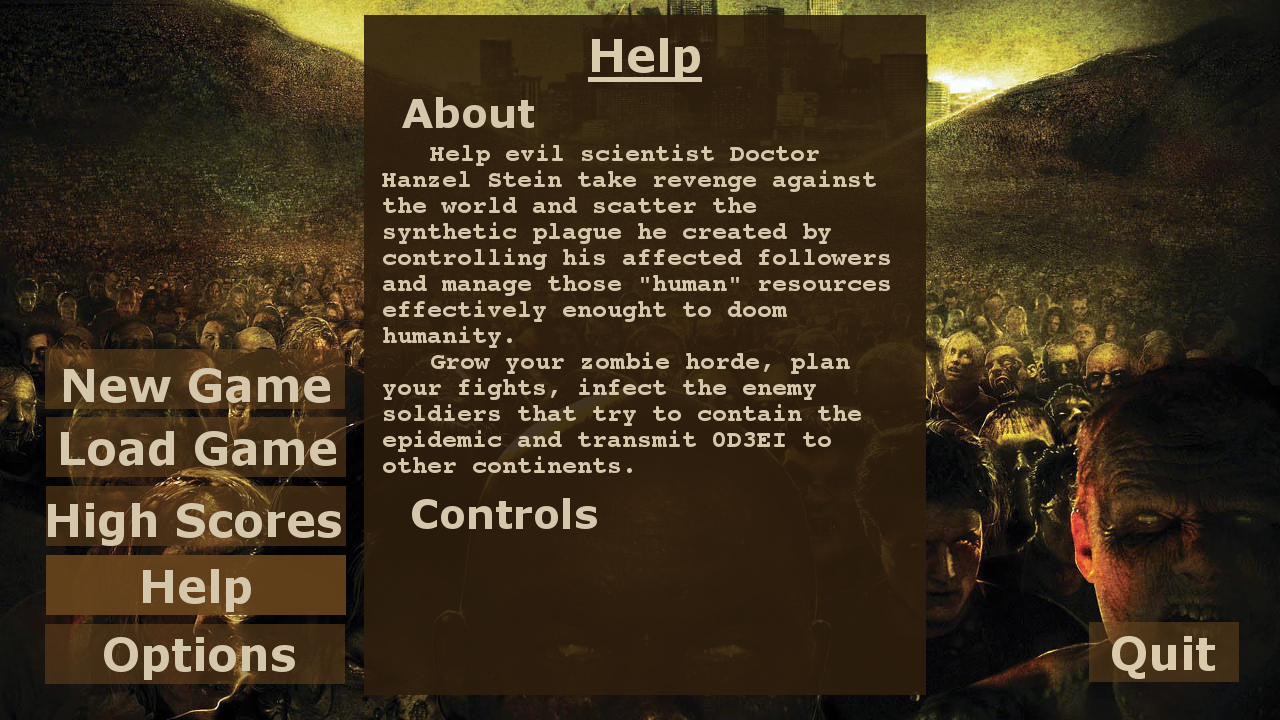 Help
About
Help evil scientist Doctor
Hanzel Stein take revenge against
the world and scatter the
synthetic plague he created by
controlling his affected followers
and manage those "human" resources
effectively enought to doom
humanity.
Grow your zombie horde, plan
your fights, infect the enemy
soldiers that try to contain the
epidemic and transmit OD3EI to
other continents.
Controls
New Game
Load Game
High Scores
Help
Options
Quit